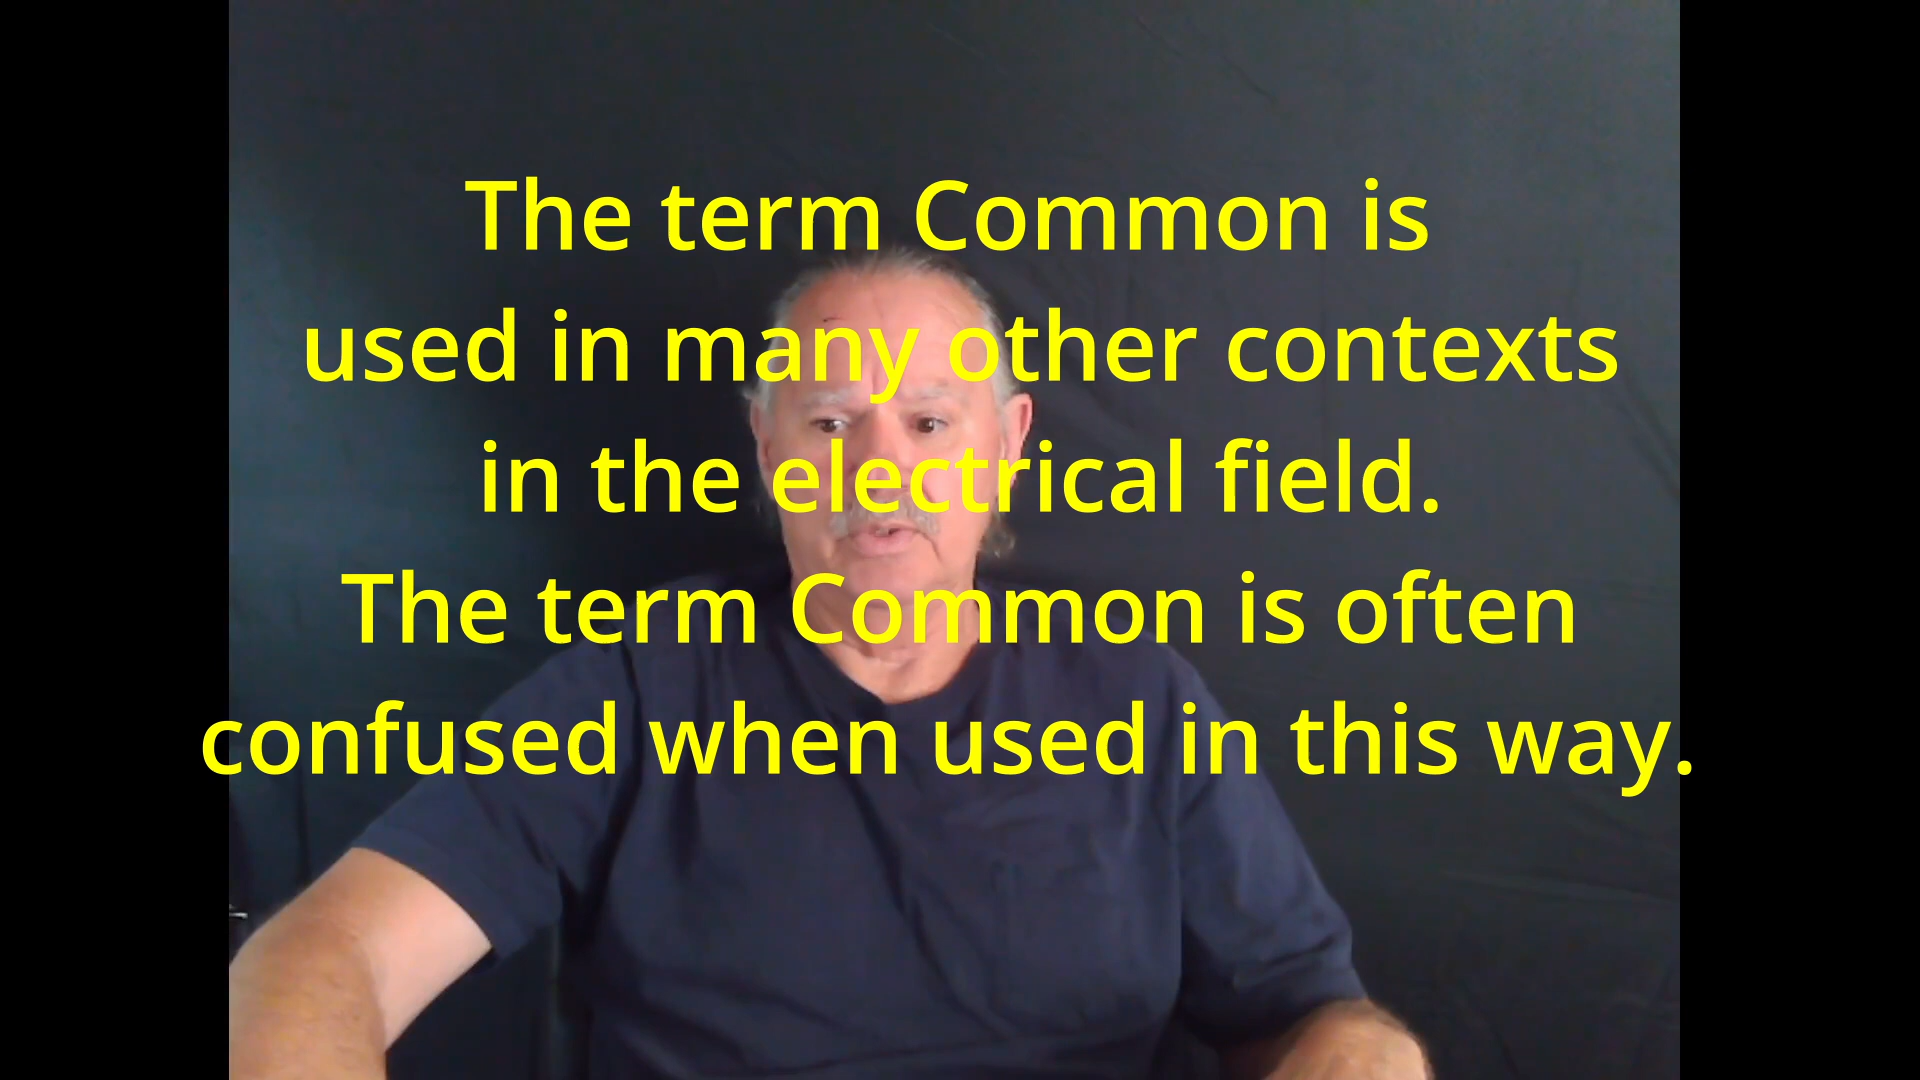 The term Common is
used in many other contexts
in the electrical field.
The term Common is often
confused when used in this way.